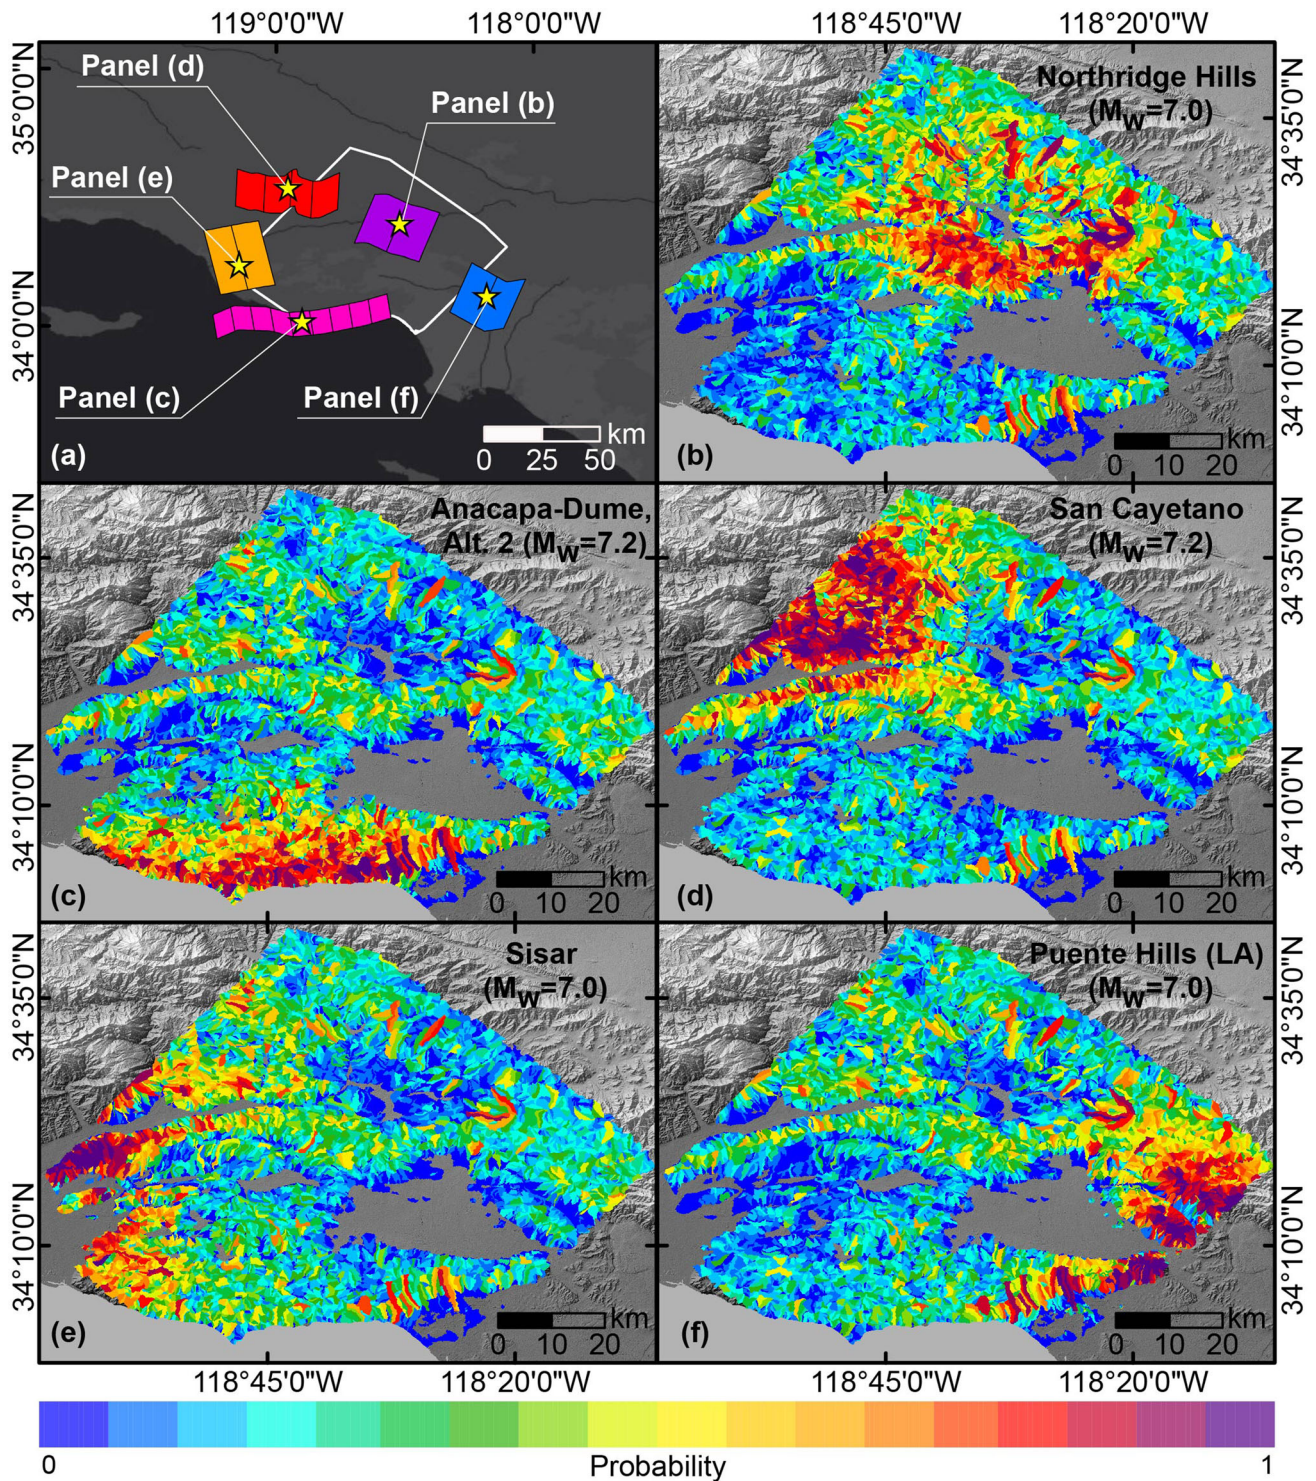 119°0'0"W
118°0'0"W
118°45'0"W
118°20'0"W
35°0'0"N
34°0'0"N
Panel (d)
Panel (b)
Panel (e)
Panel (c)
Panel (f)
km
0 25 50
(a)
Northridge Hills
(MW=7.0)
34°35'0"N
34°10'0"N
km
0 10 20
(b)
Anacapa-Dume,
Alt. 2 (MW=7.2)
34°35'0"N
34°10'0"N
km
0 10 20
(c)
San Cayetano
(MW=7.2)
34°35'0"N
34°10'0"N
km
0 10 20
(d)
Sisar
(MW=7.0)
34°35'0"N
34°10'0"N
km
0 10 20
(e)
Puente Hills (LA)
(MW=7.0)
34°35'0"N
34°10'0"N
km
0 10 20
(f)
118°45'0"W
118°20'0"W
118°45'0"W
118°20'0"W
0
Probability
1